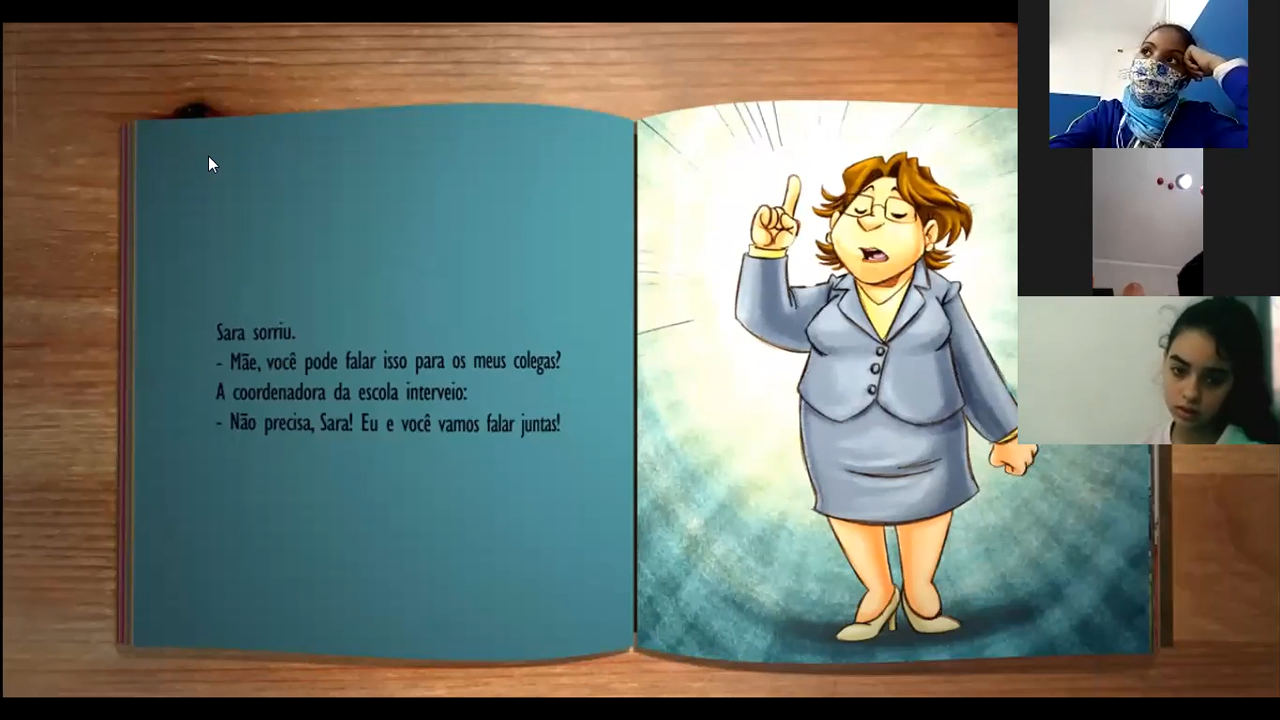 Sara sorriu.
- Mãe, você pode falar isso para os meus colegas?
A coordenadora da escola interveio:
- Não precisa, Sara! Eu e você vamos falar juntas!